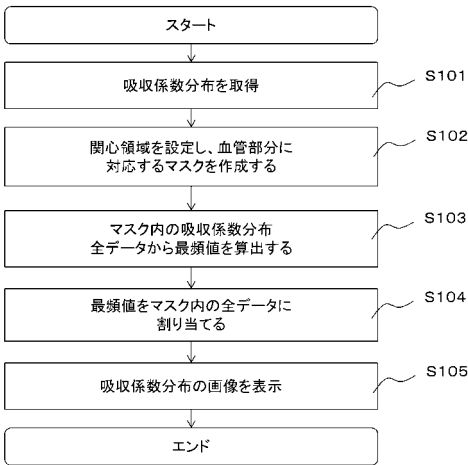 スタート
吸収係数分布を取得
S101
関心領域を設定し、血管部分に
対応するマスクを作成する
S102
マスク内の吸収係数分布
全データから最頻値を算出する
S103
最頻値をマスク内の全データに
割り当てる
S104
吸収係数分布の画像を表示
S105
エンド